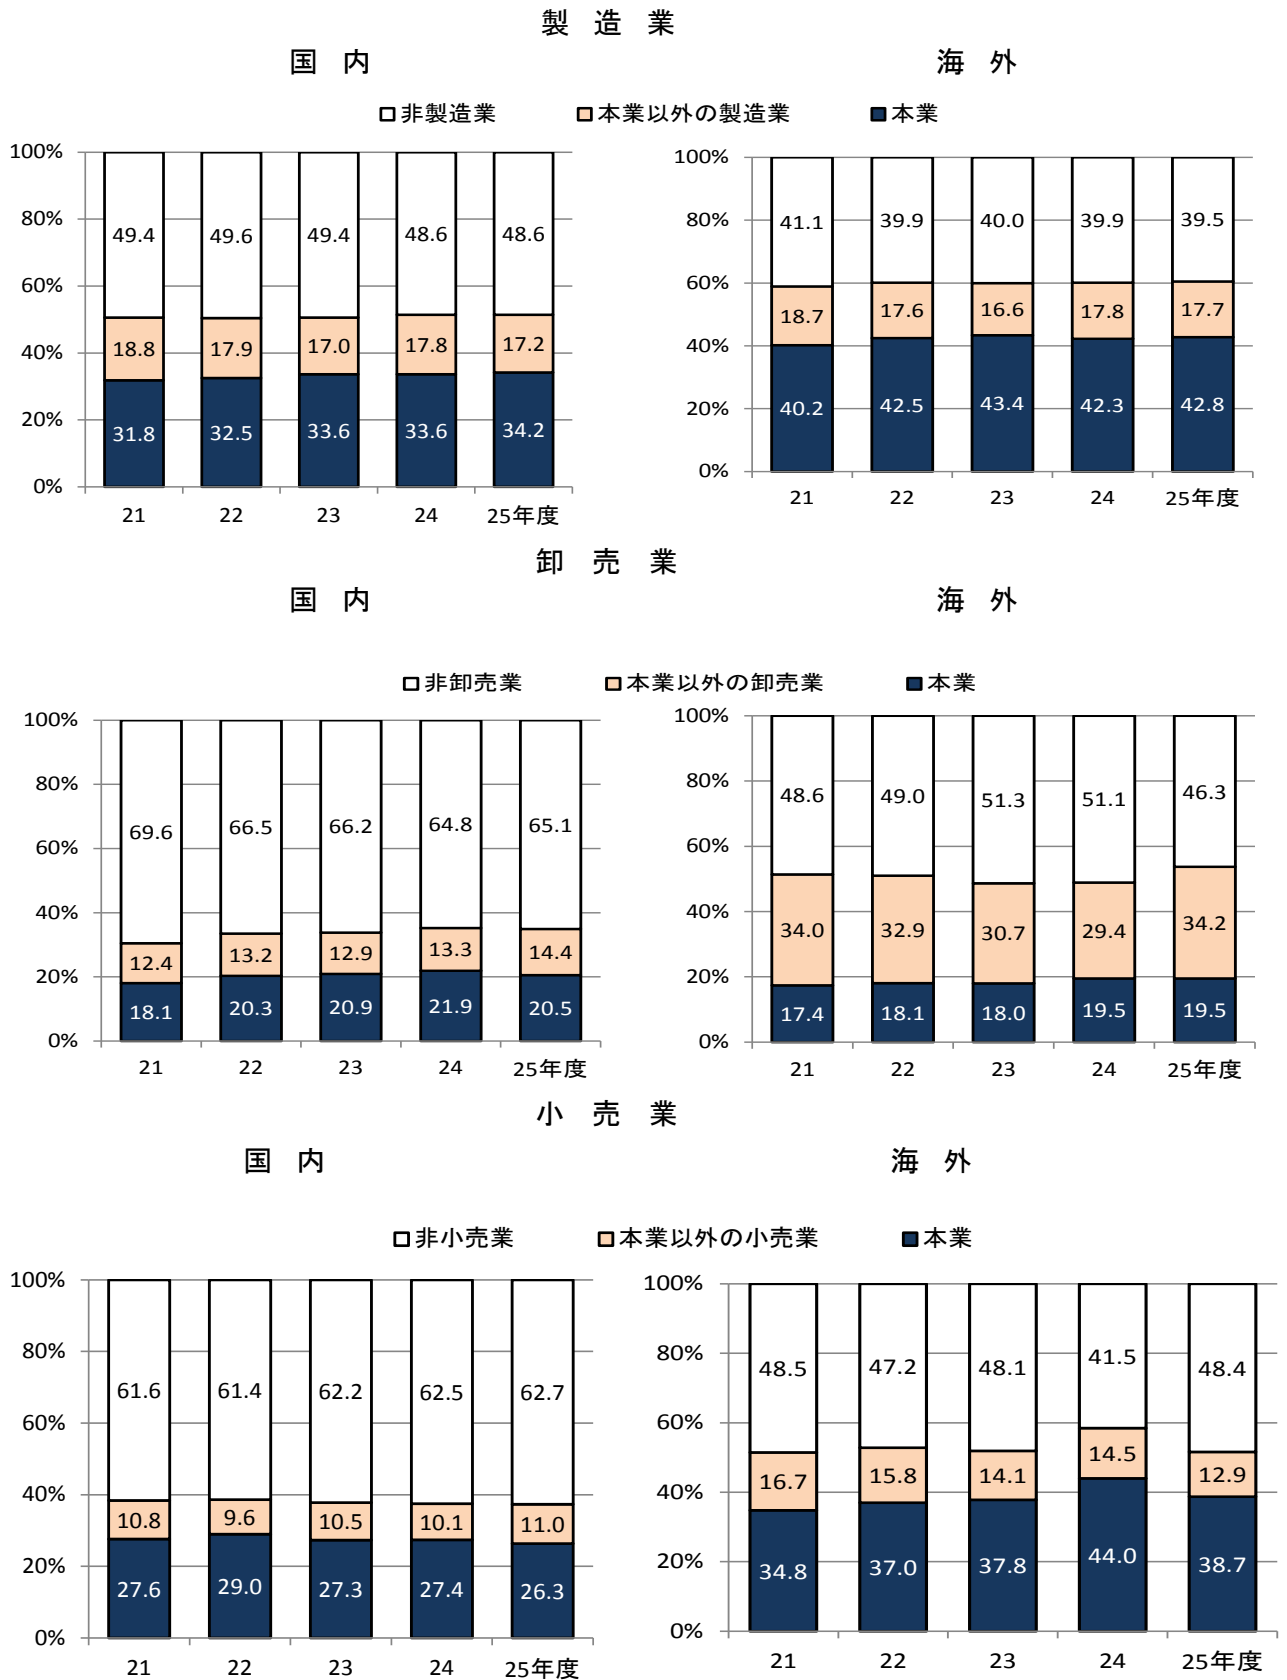 製 造 業
国 内 海 外
□非製造業 □本業以外の製造業 ■本業
100%
80%
60%
40%
20%
0%
49.4 49.6 49.4 48.6 48.6
18.8 17.9 17.0 17.8 17.2
31.8 32.5 33.6 33.6 34.2
21 22 23 24 25年度
100%
80%
60%
40%
20%
0%
41.1 39.9 40.0 39.9 39.5
18.7 17.6 16.6 17.8 17.7
40.2 42.5 43.4 42.3 42.8
21 22 23 24 25年度
卸 売 業
国 内 海 外
□非卸売業 □本業以外の卸売業 ■本業
100%
80%
60%
40%
20%
0%
69.6 66.5 66.2 64.8 65.1
12.4 13.2 12.9 13.3 14.4
18.1 20.3 20.9 21.9 20.5
21 22 23 24 25年度
100%
80%
60%
40%
20%
0%
48.6 49.0 51.3 51.1 46.3
34.0 32.9 30.7 29.4 34.2
17.4 18.1 18.0 19.5 19.5
21 22 23 24 25年度
小 売 業
国 内 海 外
□非小売業 □本業以外の小売業 ■本業
100%
80%
60%
40%
20%
0%
61.6 61.4 62.2 62.5 62.7
10.8 9.6 10.5 10.1 11.0
27.6 29.0 27.3 27.4 26.3
21 22 23 24 25年度
100%
80%
60%
40%
20%
0%
48.5 47.2 48.1 41.5 48.4
16.7 15.8 14.1 14.5 12.9
34.8 37.0 37.8 44.0 38.7
21 22 23 24 25年度